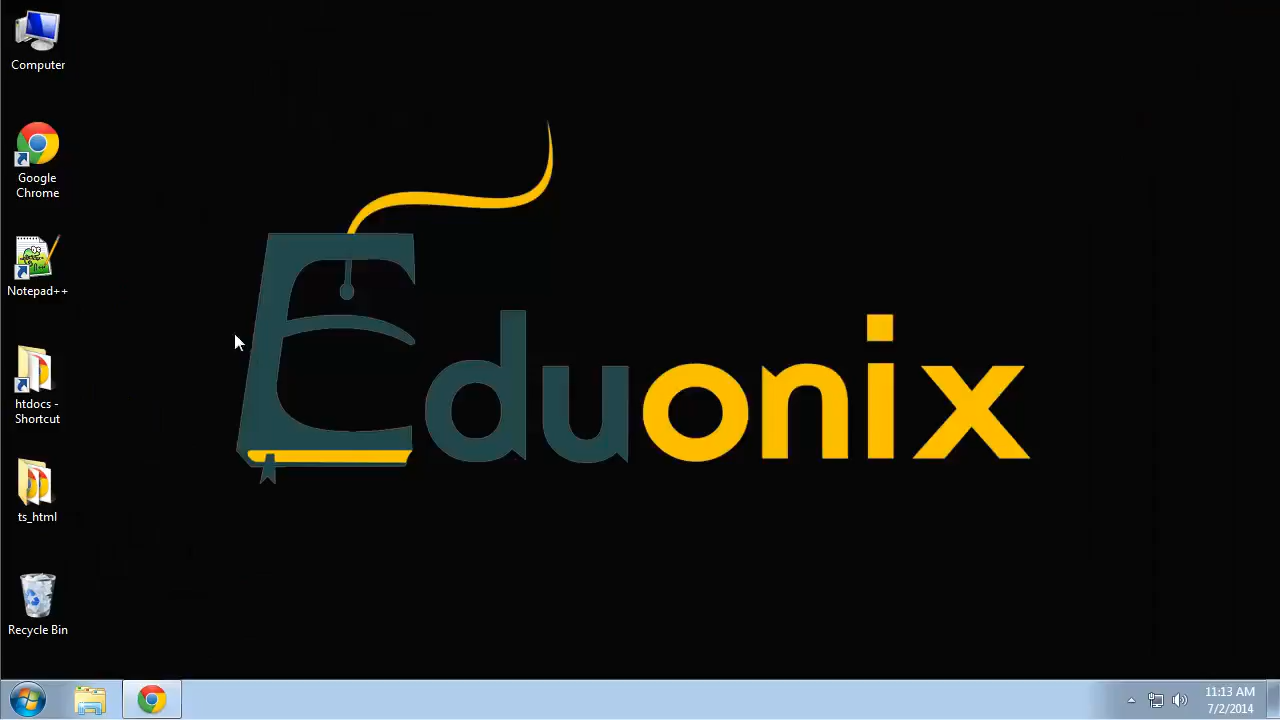 Computer
Google
Chrome
Notepad++
htdocs -
Shortcut
ts_html
Recycle Bin
Eduonix
11:13 AM
7/2/2014